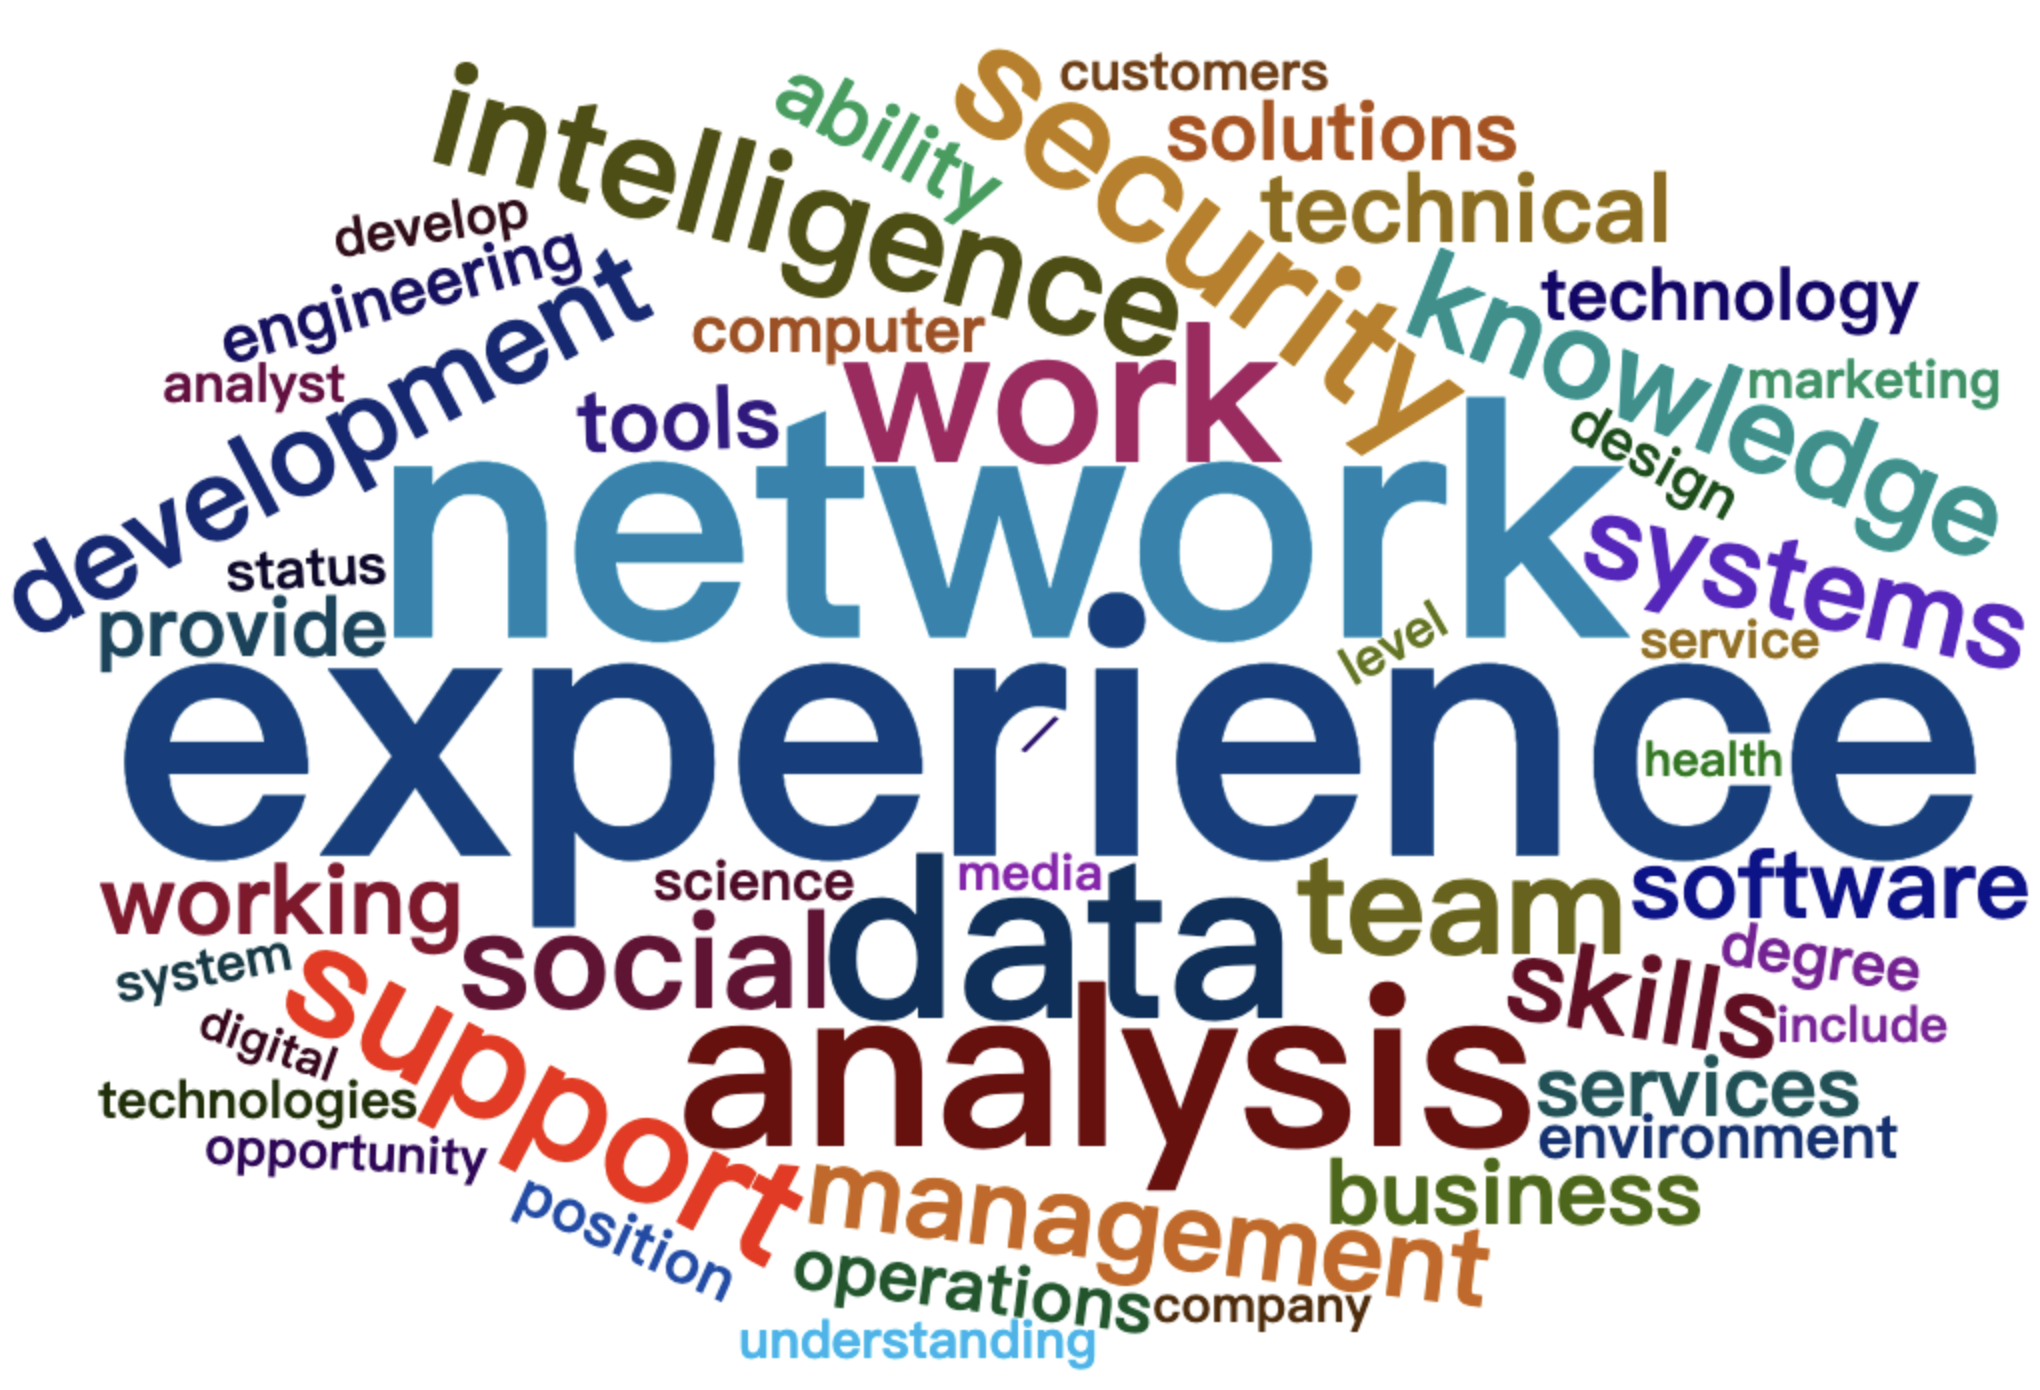 customers
ability
security
solutions
intelligence
technical
develop
engineering
knowledge
technology
computer
analyst
development
work
marketing
tools
design
network
systems
status
provide
level
service
experience
/
health
working
science
media
data
team
software
system
social
skills
degree
digital
support
analysis
include
technologies
services
opportunity
environment
position
management
business
operations
company
understanding